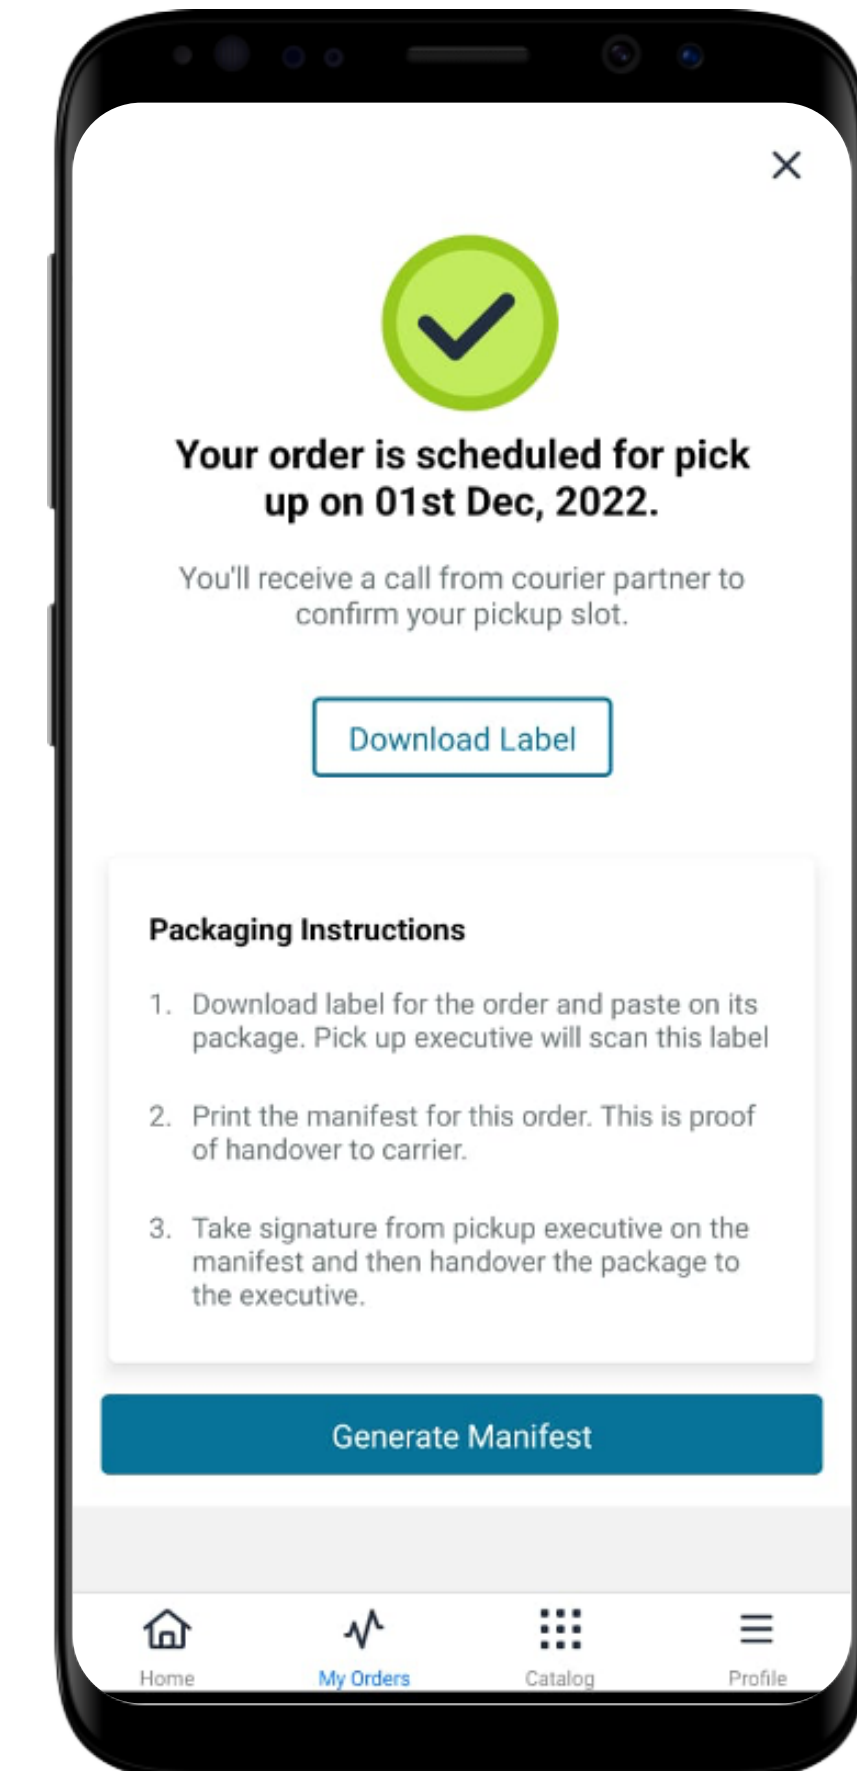 Your order is scheduled for pick
up on 01st Dec, 2022.
You'll receive a call from courier partner to
confirm your pickup slot.
Download Label
Packaging Instructions
1. Download label for the order and paste on its
package. Pick up executive will scan this label
2. Print the manifest for this order. This is proof
of handover to carrier.
3. Take signature from pickup executive on the
manifest and then handover the package to
the executive.
Generate Manifest
Home My Orders Catalog Profile